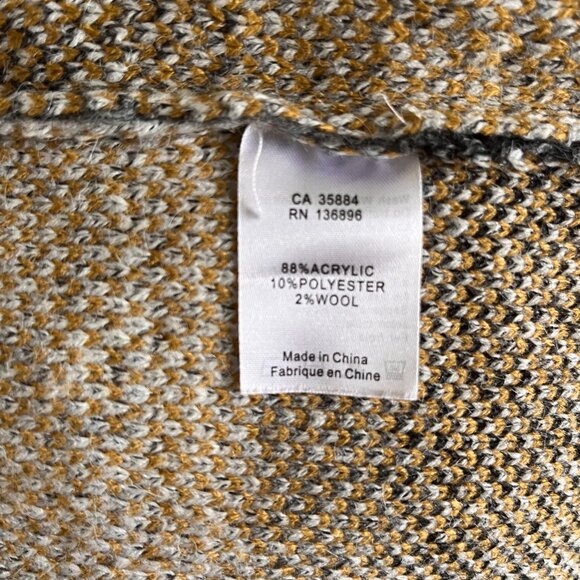 CA 35884
RN 136896
88%ACRYLIC
10%POLYESTER
2%WOOL
Made in China
Fabrique en Chine